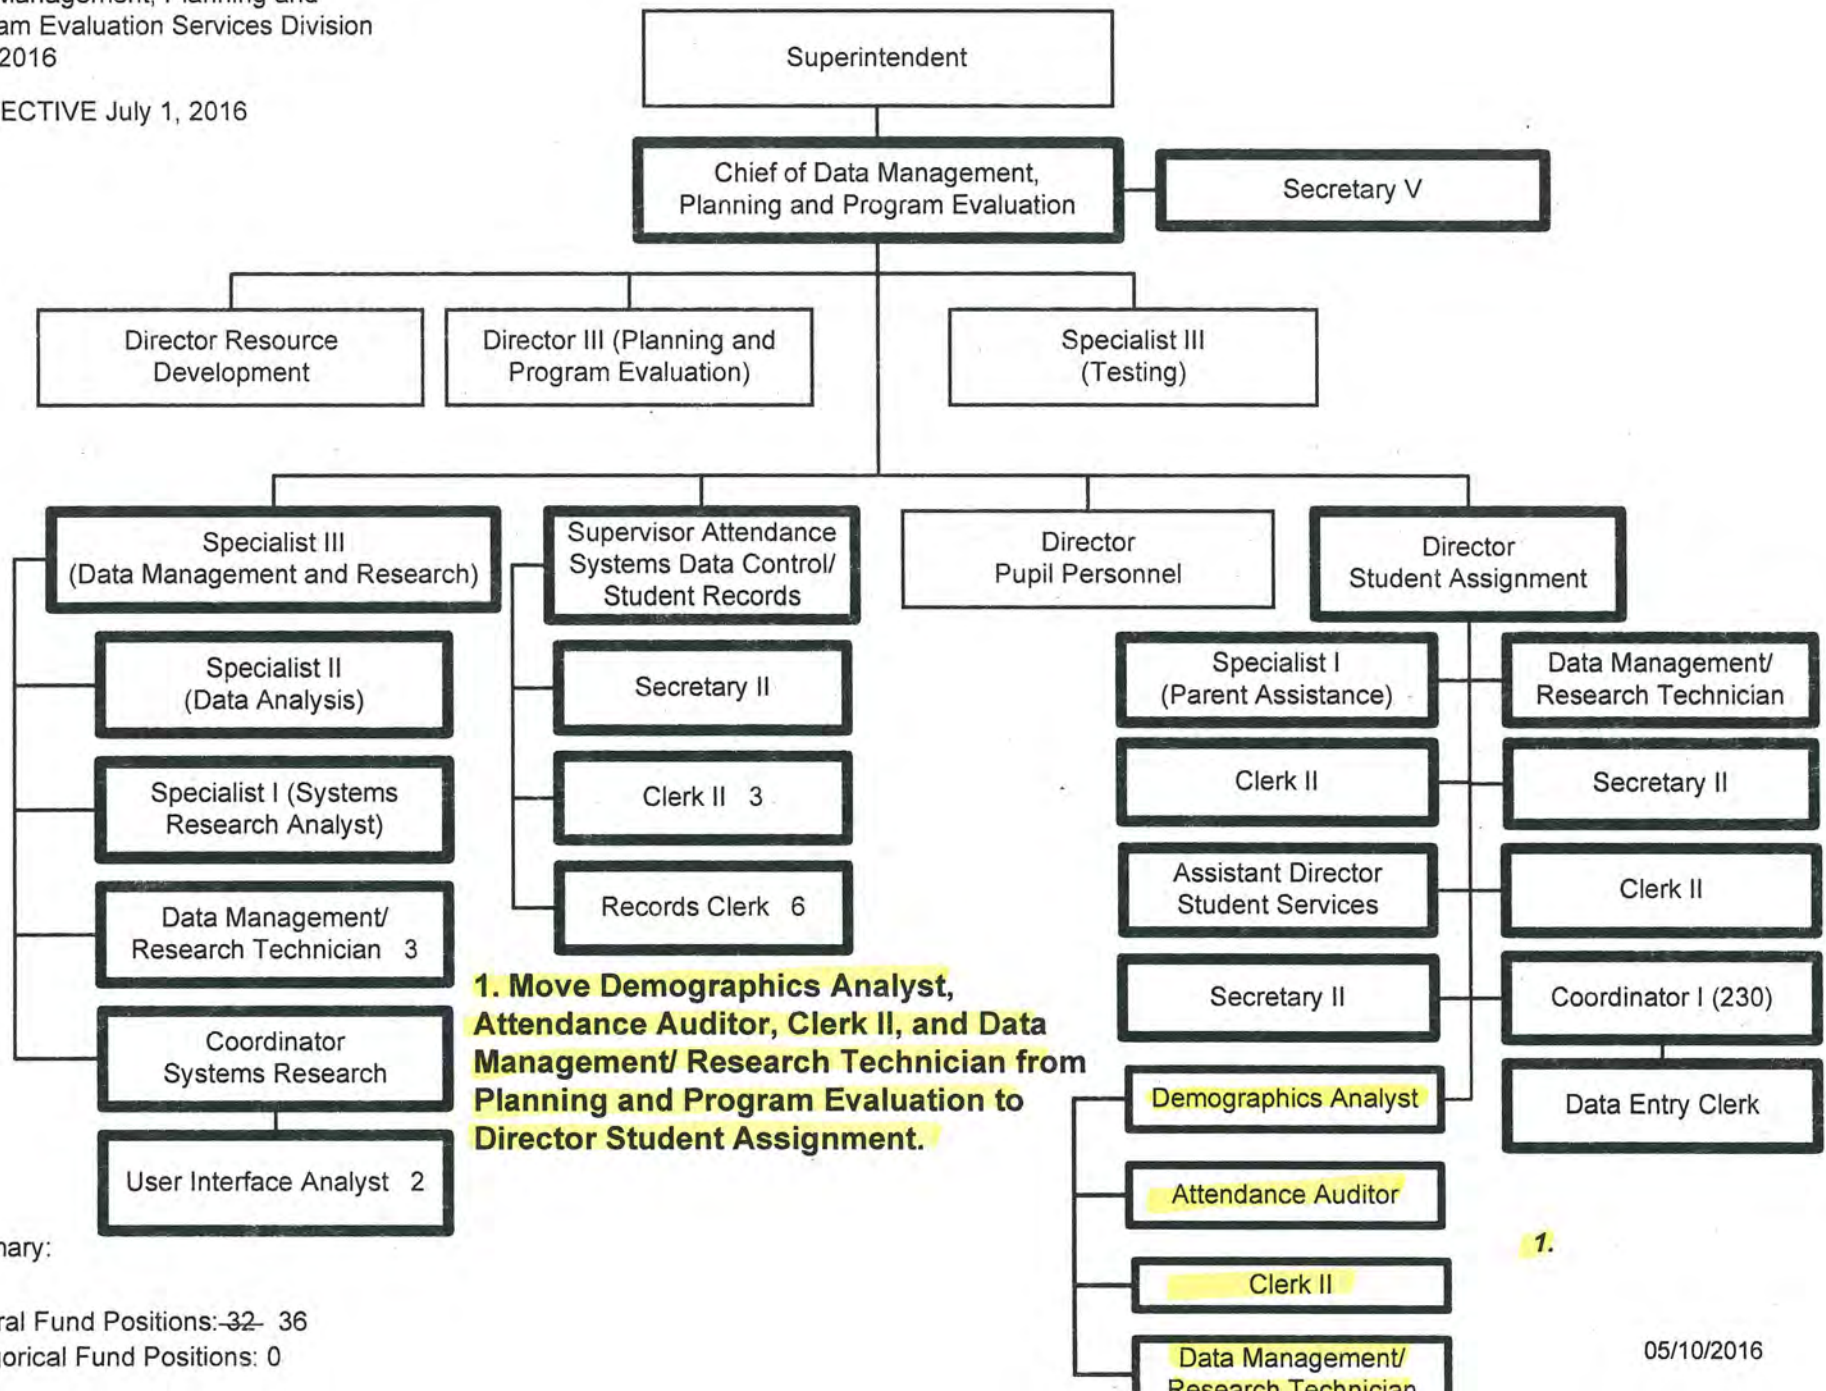 Management, Planning and
am Evaluation Services Division
2016
ECTIVE July 1, 2016
Superintendent
Chief of Data Management,
Planning and Program Evaluation
Secretary V
Director Resource
Development
Director III (Planning and
Program Evaluation)
Specialist III
(Testing)
Specialist III
(Data Management and Research)
Supervisor Attendance
Systems Data Control/
Student Records
Director
Pupil Personnel
Director
Student Assignment
Specialist II
(Data Analysis)
Specialist I (Systems
Research Analyst)
Data Management/
Research Technician 3
Coordinator
Systems Research
User Interface Analyst 2
Secretary II
Clerk II 3
Records Clerk 6
1. Move Demographics Analyst,
Attendance Auditor, Clerk II, and Data
Management/ Research Technician from
Planning and Program Evaluation to
Director Student Assignment.
Specialist I
(Parent Assistance)
Data Management/
Research Technician
Clerk II
Secretary II
Assistant Director
Student Services
Clerk II
Secretary II
Coordinator I (230)
Demographics Analyst
Data Entry Clerk
Attendance Auditor
Clerk II
Data Management/
Research Technician
1.
nary:
ral Fund Positions: 32 36
gorical Fund Positions: 0
05/10/2016